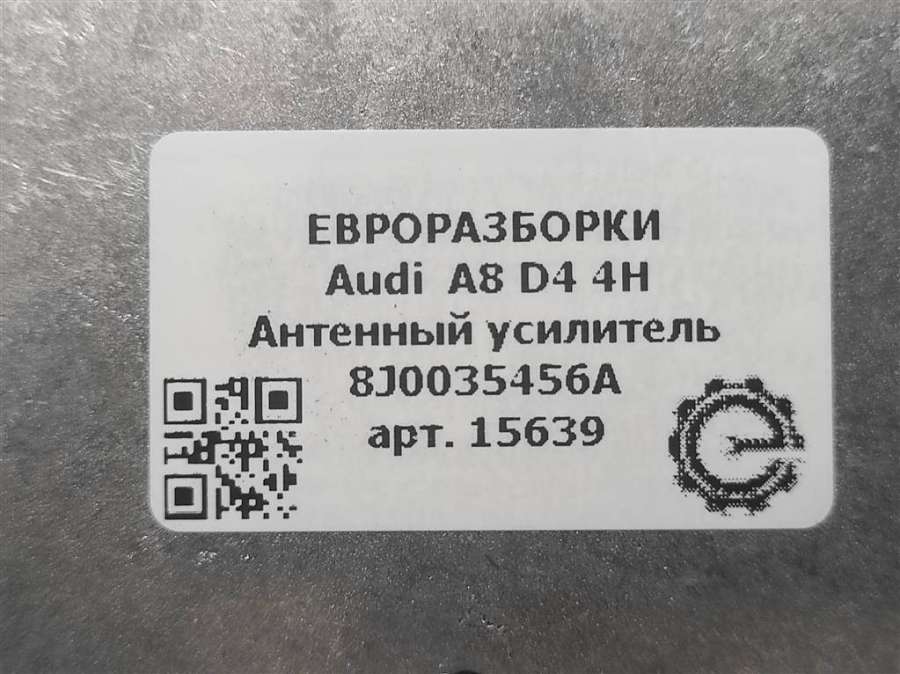 ЕВРОРАЗБОРКИ
Audi A8 D4 4H
Антенный усилитель
8J0035456A
арт. 15639